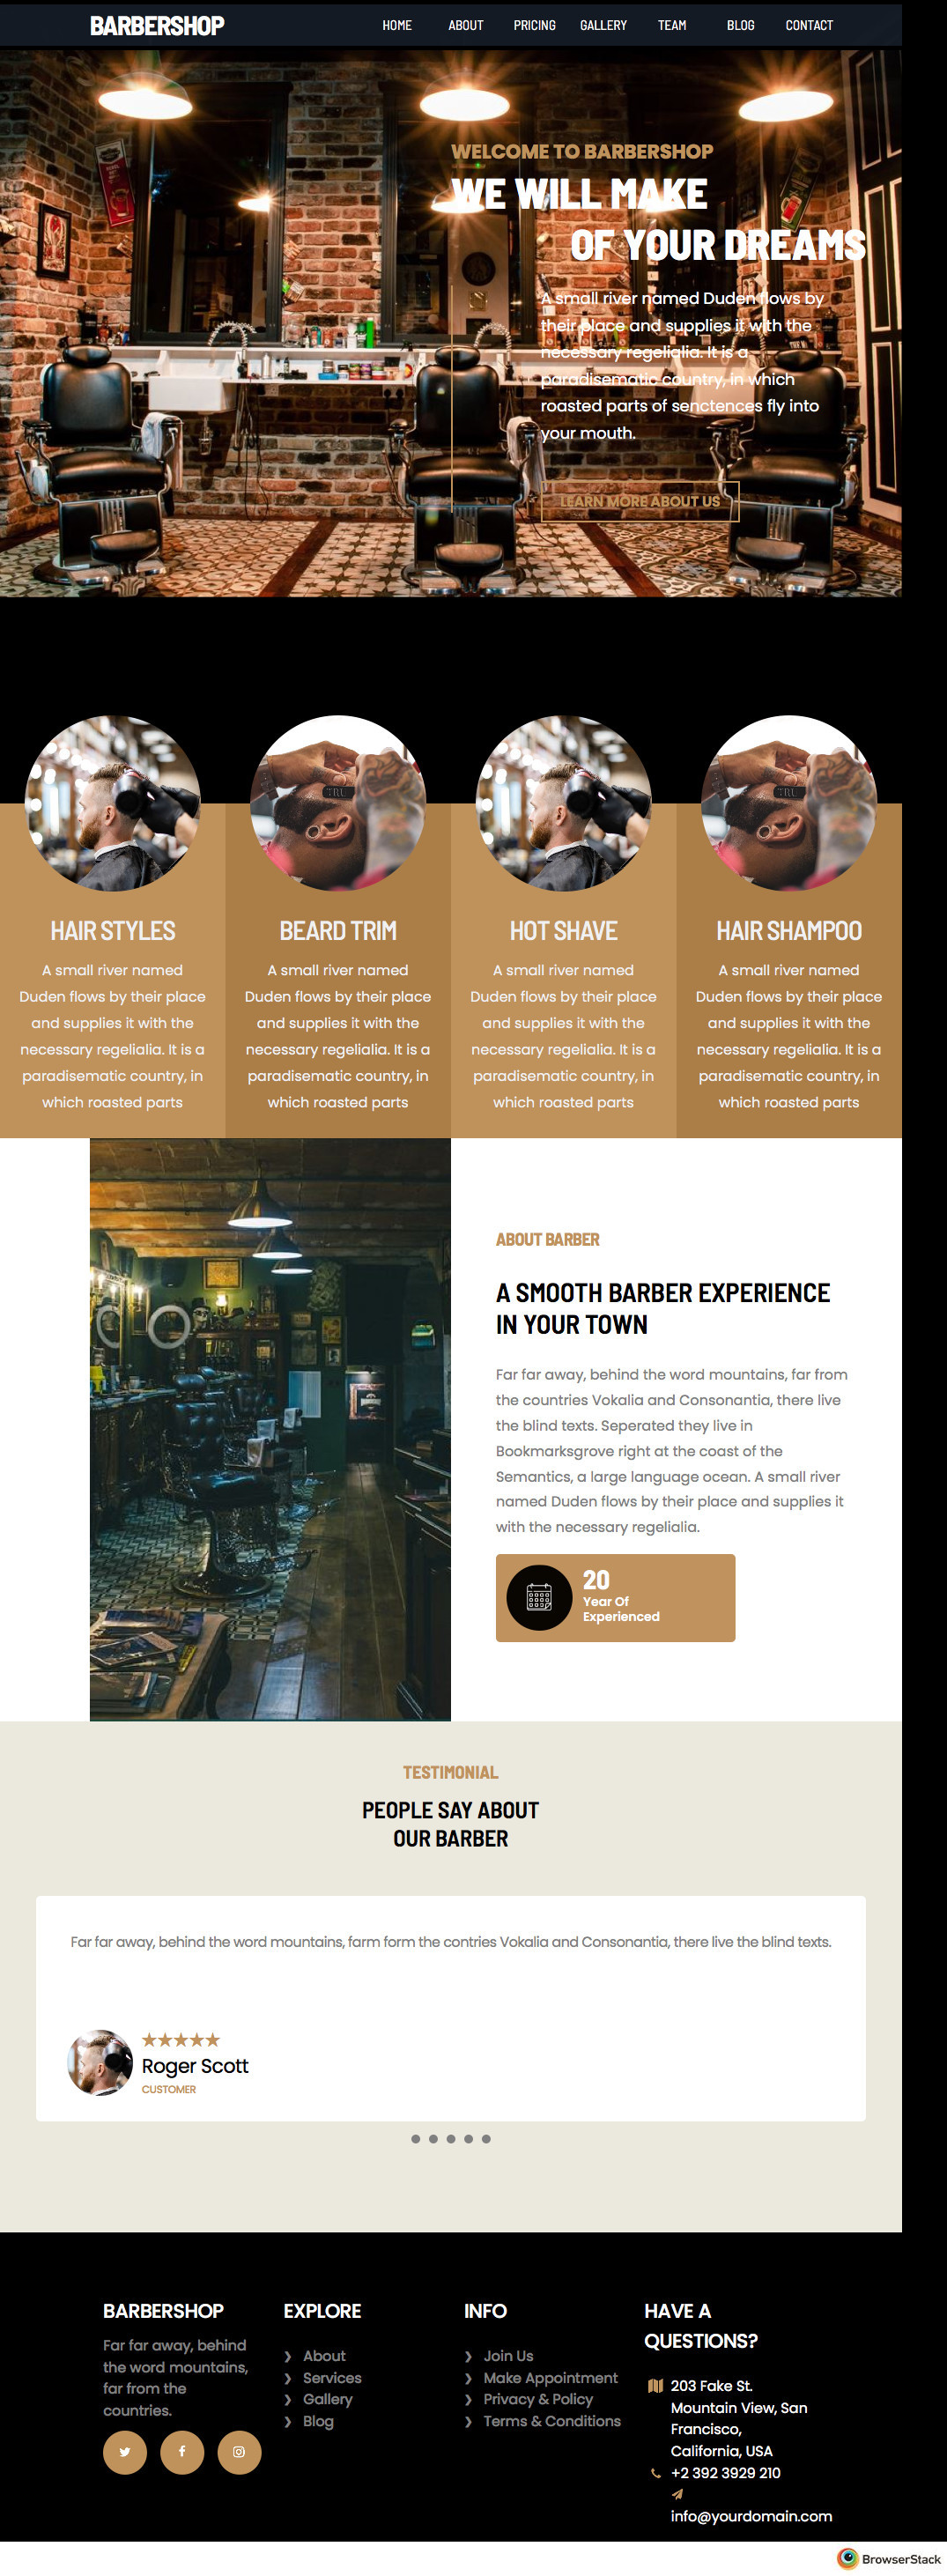 BARBERSHOP
HOME ABOUT PRICING GALLERY TEAM BLOG CONTACT
WELCOME TO BARBERSHOP
WE WILL MAKE
OF YOUR DREAMS
A small river named Duden flows by
their place and supplies it with the
necessary regelialia. It is a
paradisematic country, in which
roasted parts of senctences fly into
your mouth.
LEARN MORE ABOUT US
HAIR STYLES
A small river named
Duden flows by their place
and supplies it with the
necessary regelialia. It is a
paradisematic country, in
which roasted parts
BEARD TRIM
A small river named
Duden flows by their place
and supplies it with the
necessary regelialia. It is a
paradisematic country, in
which roasted parts
HOT SHAVE
A small river named
Duden flows by their place
and supplies it with the
necessary regelialia. It is a
paradisematic country, in
which roasted parts
HAIR SHAMPOO
A small river named
Duden flows by their place
and supplies it with the
necessary regelialia. It is a
paradisematic country, in
which roasted parts
ABOUT BARBER
A SMOOTH BARBER EXPERIENCE
IN YOUR TOWN
Far far away, behind the word mountains, far from
the countries Vokalia and Consonantia, there live
the blind texts. Seperated they live in
Bookmarksgrove right at the coast of the
Semantics, a large language ocean. A small river
named Duden flows by their place and supplies it
with the necessary regelialia.
20
Year Of
Experienced
TESTIMONIAL
PEOPLE SAY ABOUT
OUR BARBER
Far far away, behind the word mountains, farm form the contries Vokalia and Consonantia, there live the blind texts.
★★★★★
Roger Scott
CUSTOMER
BARBERSHOP
Far far away, behind
the word mountains,
far from the
countries.
EXPLORE
About
Services
Gallery
Blog
INFO
Join Us
Make Appointment
Privacy & Policy
Terms & Conditions
HAVE A
QUESTIONS?
203 Fake St.
Mountain View, San
Francisco,
California, USA
+2 392 3929 210
info@yourdomain.com
BrowserStack